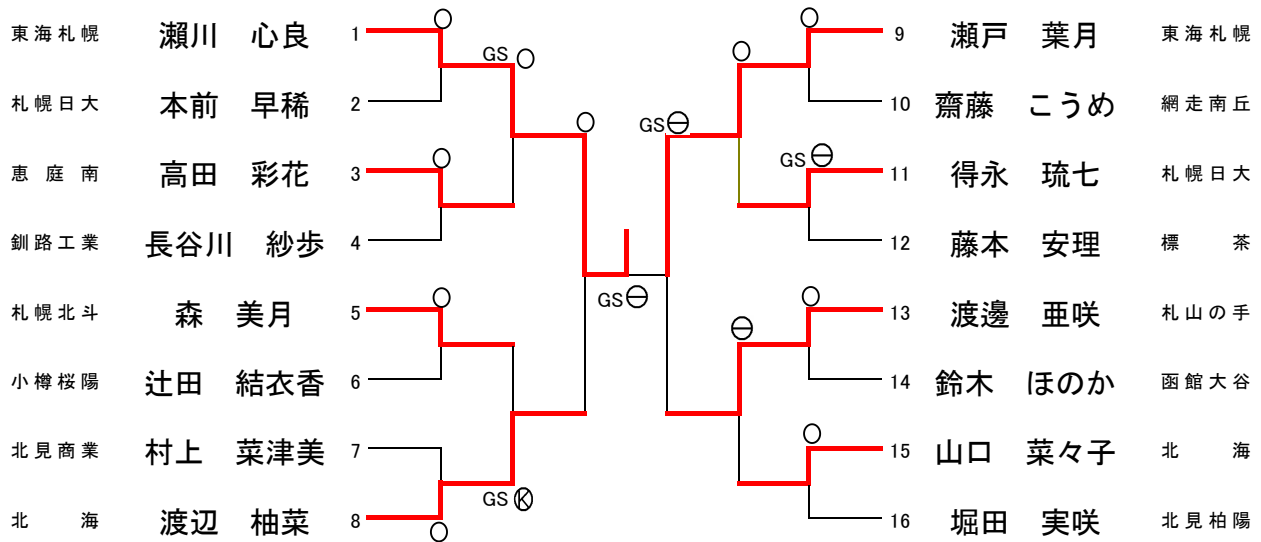 東海札幌 瀨川 心良 1
札幌日大 本前 早稀 2
恵庭南 高田 彩花 3
釧路工業 長谷川 紗歩 4
札幌北斗 森 美月 5
小樽桜陽 辻田 結衣香 6
北見商業 村上 菜津美 7
北海 渡辺 柚菜 8
GS
GS Ⓚ
GS
GS
GS
9 瀬戸 葉月 東海札幌
10 齋藤 こうめ 網走南丘
11 得永 琉七 札幌日大
12 藤本 安理 標茶
13 渡邊 亜咲 札山の手
14 鈴木 ほのか 函館大谷
15 山口 菜々子 北海
16 堀田 実咲 北見柏陽